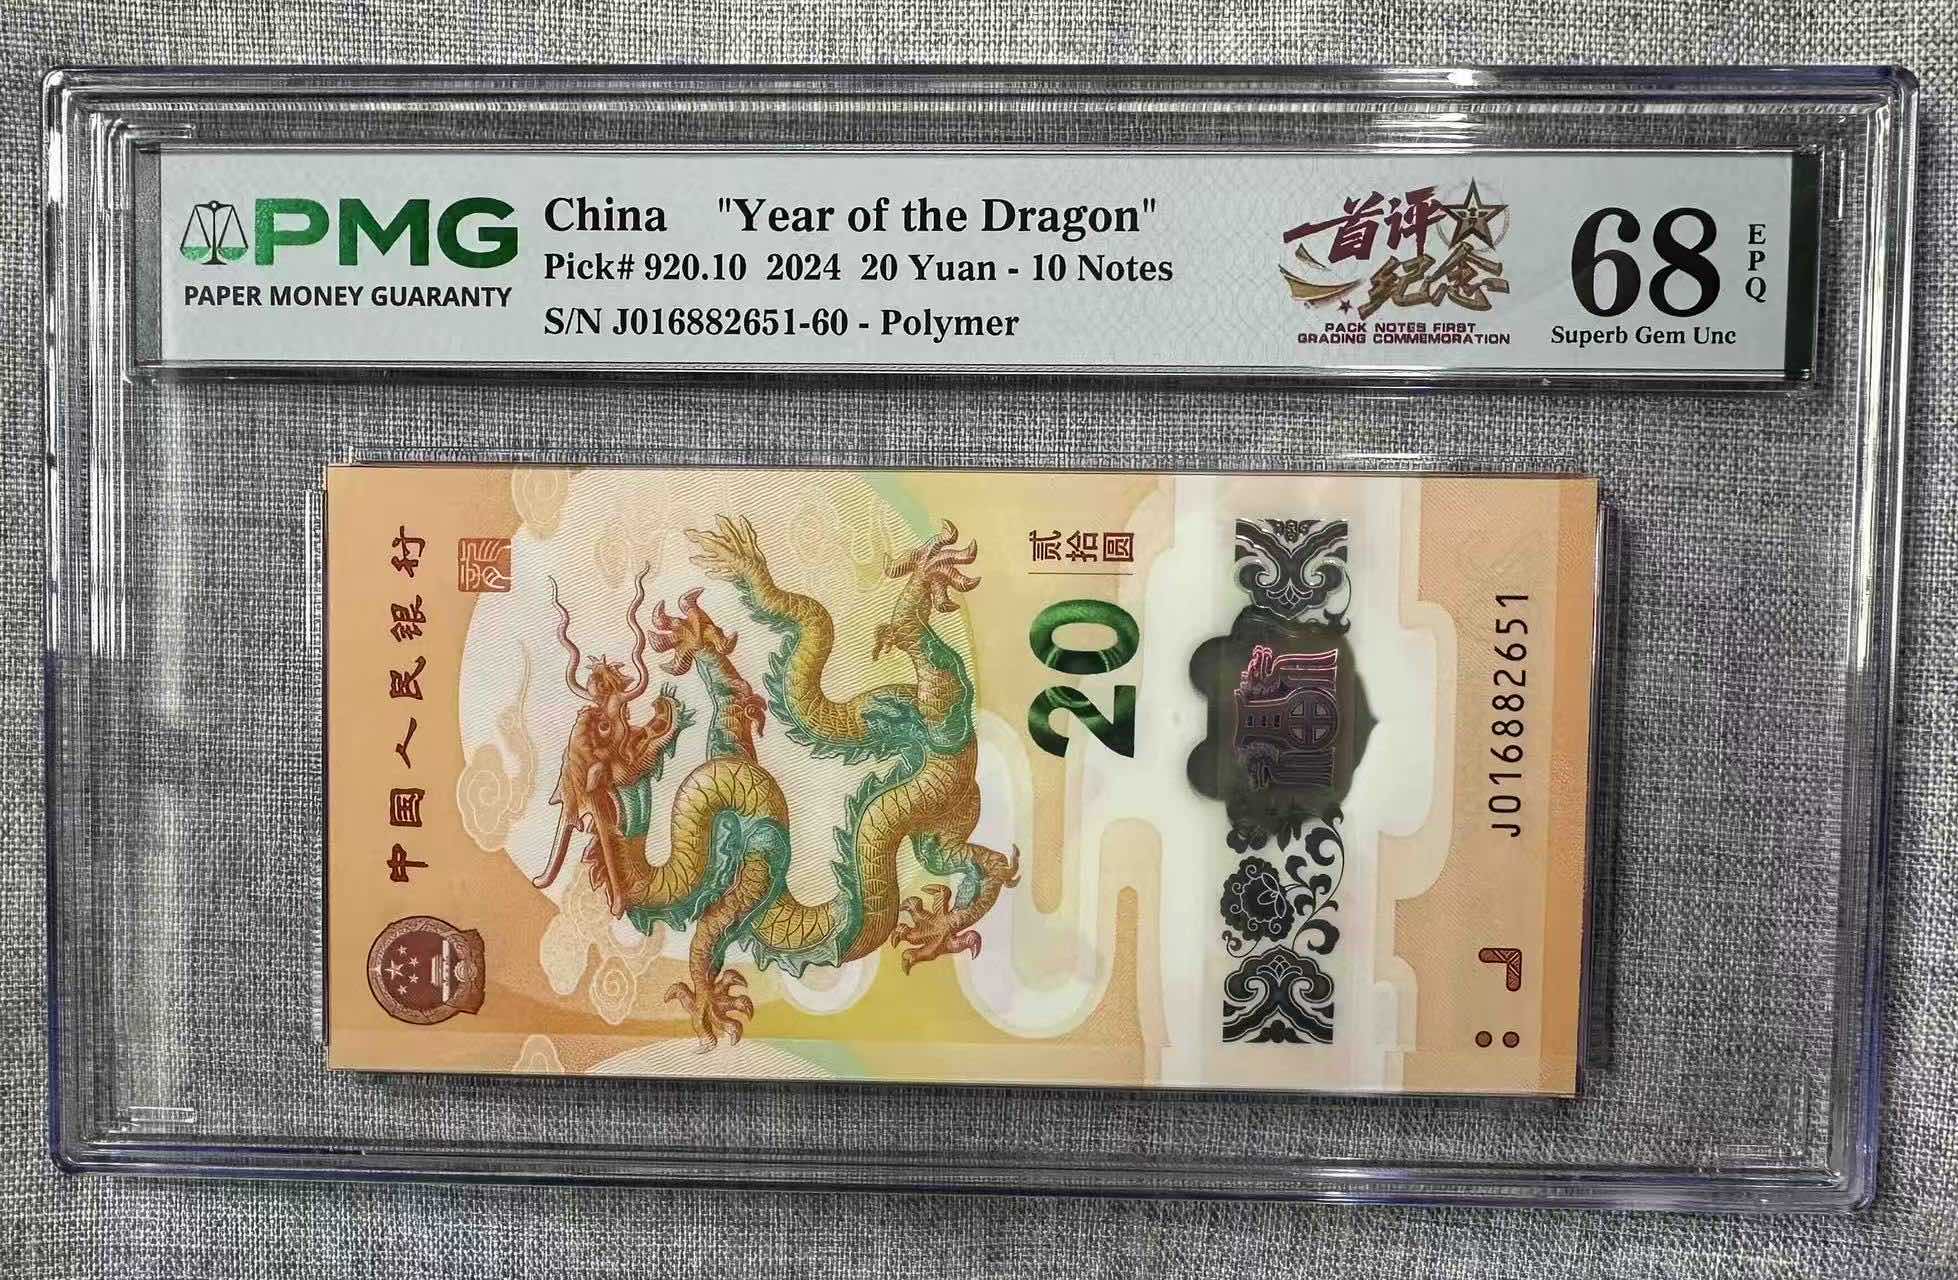 PMG
PAPER MONEY GUARANTY
China "Year of the Dragon"
Pick# 920.10 2024 20 Yuan - 10 Notes
S/N J016882651-60 - Polymer
首评
纪念
PACK NOTES FIRST
GRADING COMMEMORATION
68
EPQ
Superb Gem Unc
中国人民银行
贰拾圆
20
J016882651